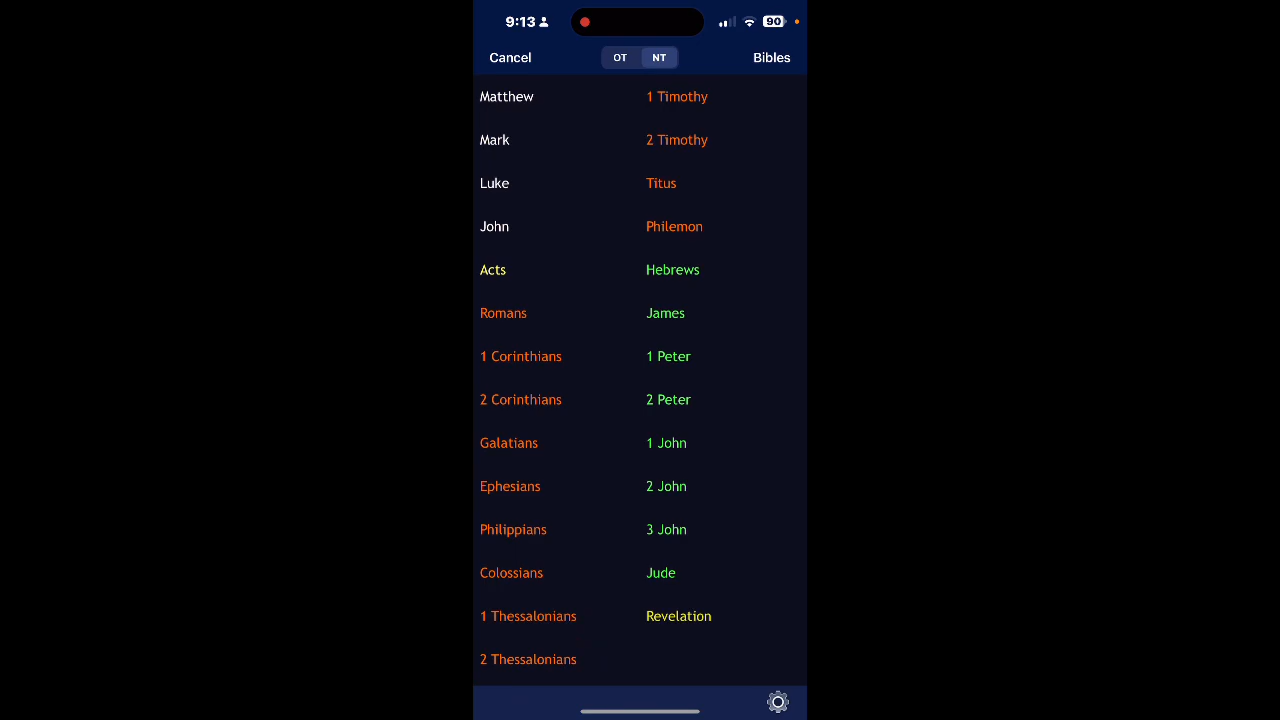 9:13
90
Cancel
OT
NT
Bibles
Matthew
Mark
Luke
John
Acts
Romans
1 Corinthians
2 Corinthians
Galatians
Ephesians
Philippians
Colossians
1 Thessalonians
2 Thessalonians
1 Timothy
2 Timothy
Titus
Philemon
Hebrews
James
1 Peter
2 Peter
1 John
2 John
3 John
Jude
Revelation